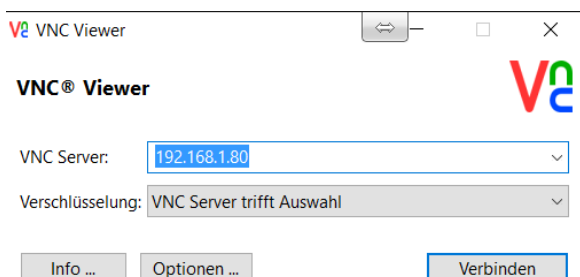 VNC Viewer
VNC® Viewer
VNC Server: 192.168.1.80
Verschlüsselung: VNC Server trifft Auswahl
Info ... Optionen ... Verbinden